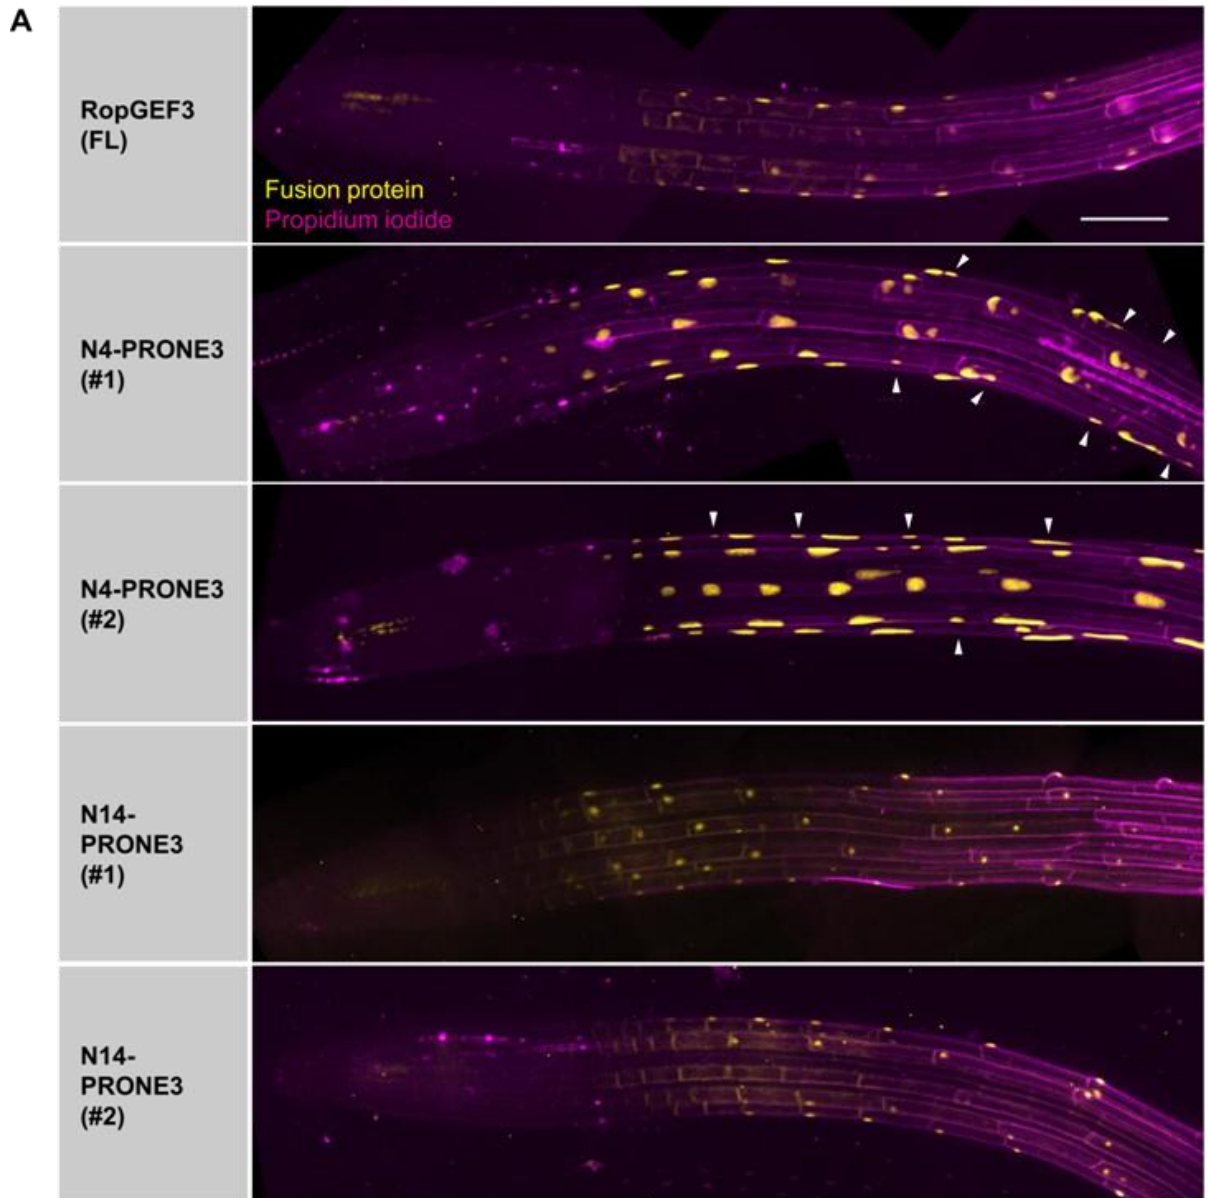 A
RopGEF3
(FL)
Fusion protein
Propidium iodide
N4-PRONE3
(#1)
N4-PRONE3
(#2)
N14-
PRONE3
(#1)
N14-
PRONE3
(#2)